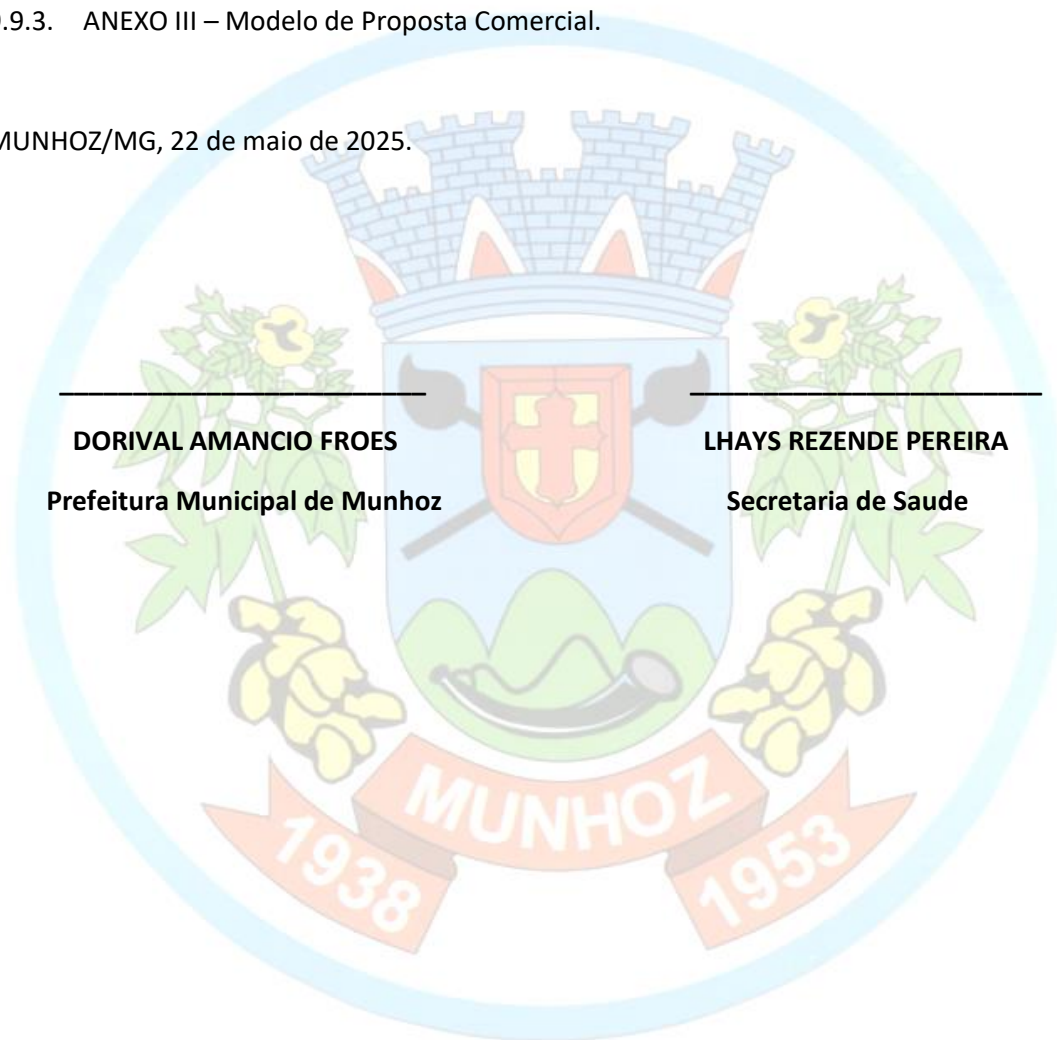 .9.3. ANEXO III – Modelo de Proposta Comercial.
MUNHOZ/MG, 22 de maio de 2025.
DORIVAL AMANCIO FROES
LHAYS REZENDE PEREIRA
Prefeitura Municipal de Munhoz
Secretaria de Saude
MUNHOZ
1938
1953